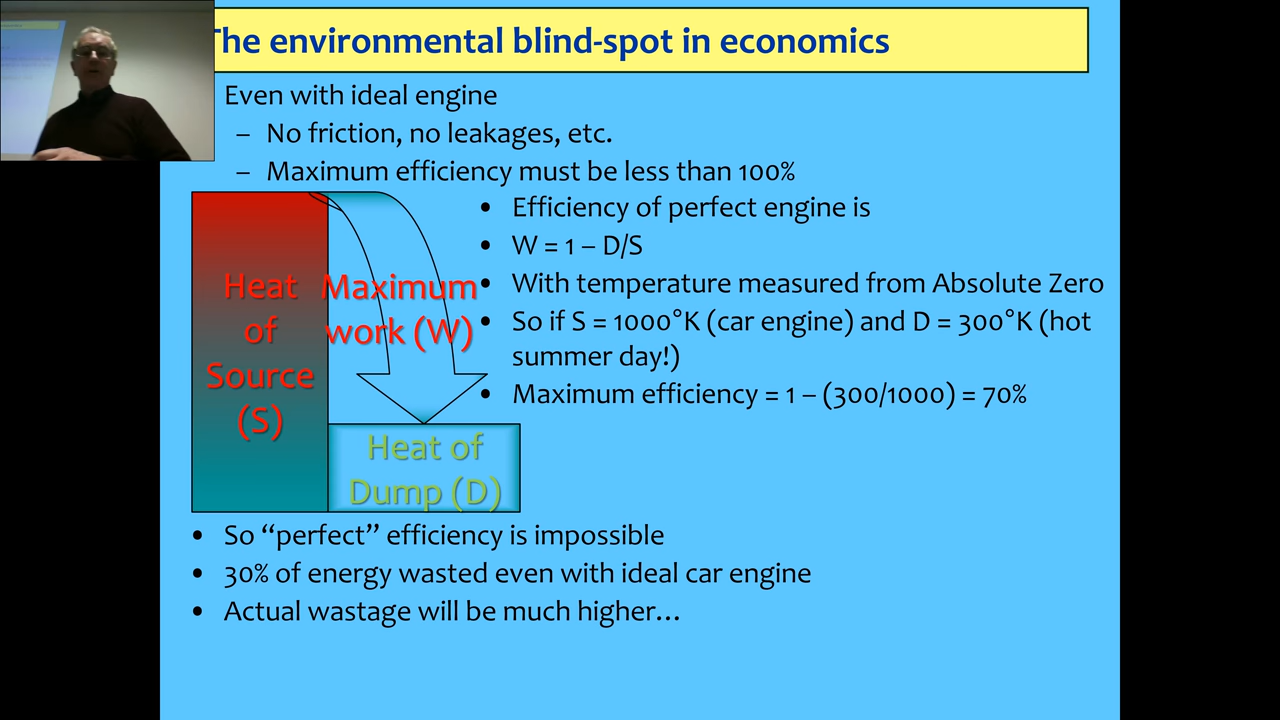 The environmental blind-spot in economics
Even with ideal engine
– No friction, no leakages, etc.
– Maximum efficiency must be less than 100%
• Efficiency of perfect engine is
• W = 1 – D/S
• With temperature measured from Absolute Zero
• So if S = 1000°K (car engine) and D = 300°K (hot
summer day!)
• Maximum efficiency = 1 – (300/1000) = 70%
Heat
of
Source
(S)
Maximum
work (W)
Heat of
Dump (D)
• So “perfect” efficiency is impossible
• 30% of energy wasted even with ideal car engine
• Actual wastage will be much higher…